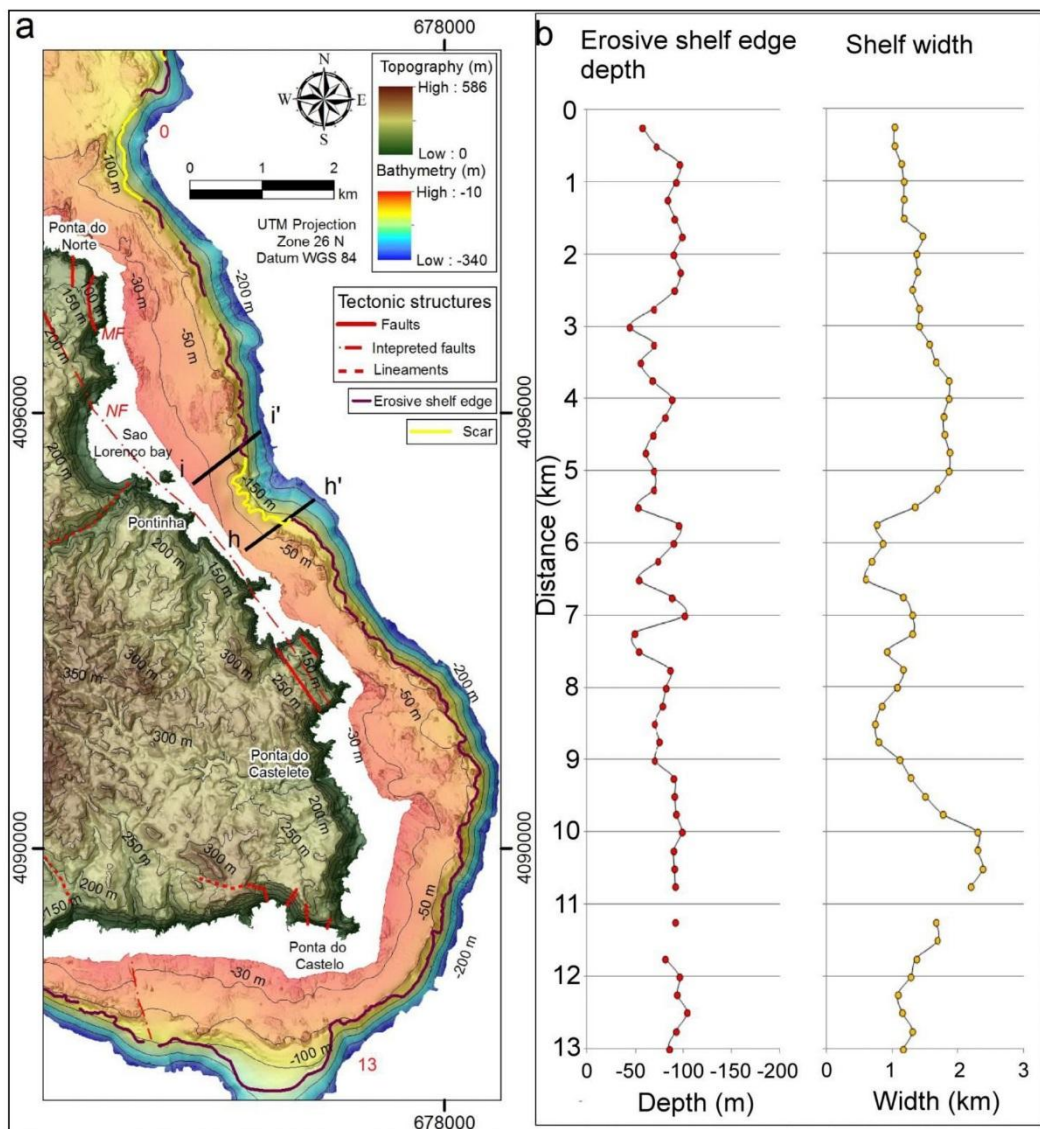 a
678000
N
W E
S
0
0 1 2
km
UTM Projection
Zone 26 N
Datum WGS 84
Topography (m)
High : 586
Low : 0
Bathymetry (m)
High : -10
Low : -340
Tectonic structures
Faults
Intepreted faults
Lineaments
Erosive shelf edge
Scar
-100 m
Ponta do
Norte
-30 m
-200 m
150 m
100 m
200 m
MF
-50 m
4096000
4096000
NF
Sao
Lorenço bay
i'
i
-150 m
h'
h
200 m
Pontinha
-50 m
200 m
150 m
300 m
300 m
150 m
350 m
250 m
-50 m
-200 m
300 m
-30 m
Ponta do
Castelete
200 m
4090000
4090000
250 m
250 m
300 m
200 m
150 m
-50 m
Ponta do
Castelo
-200 m
-30 m
-100 m
13
678000
b
Erosive shelf edge
depth
Shelf width
0
1
2
3
4
5
6
7
8
9
10
11
12
13
Distance (km)
0 -50 -100 -150 -200
Depth (m)
0 1 2 3
Width (km)